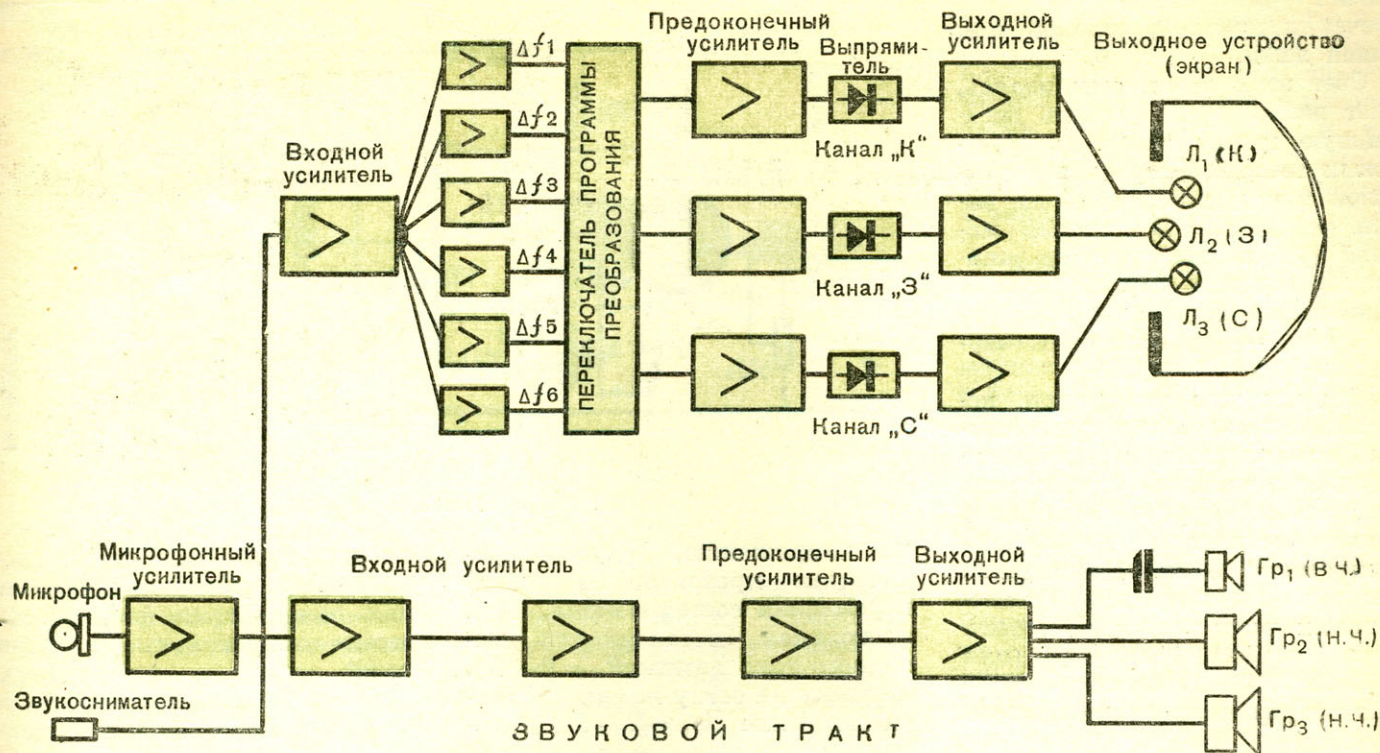 Предоконечный
усилитель
Выпрями-
тель
Выходной
усилитель
Выходное устройство
(экран)
Δf1
Δf2
Δf3
Δf4
Δf5
Δf6
Входной
усилитель
ПЕРЕКЛЮЧАТЕЛЬ ПРОГРАММЫ
ПРЕОБРАЗОВАНИЯ
Канал „К“
Канал „З“
Канал „С“
Л₁ (К)
Л₂ (З)
Л₃ (С)
Микрофон
Микрофонный
усилитель
Входной усилитель
Предоконечный
усилитель
Выходной
усилитель
Гр₁ (в ч.)
Гр₂ (н.ч.)
Гр₃ (н.ч.)
Звукосниматель
ЗВУКОВОЙ ТРАКТ